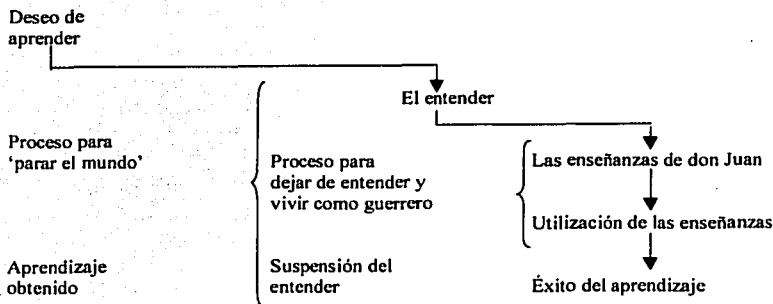 Deseo de
aprender
El entender
Proceso para
‘parar el mundo’
Proceso para
dejar de entender y
vivir como guerrero
Las enseñanzas de don Juan
Utilización de las enseñanzas
Aprendizaje
obtenido
Suspensión del
entender
Éxito del aprendizaje